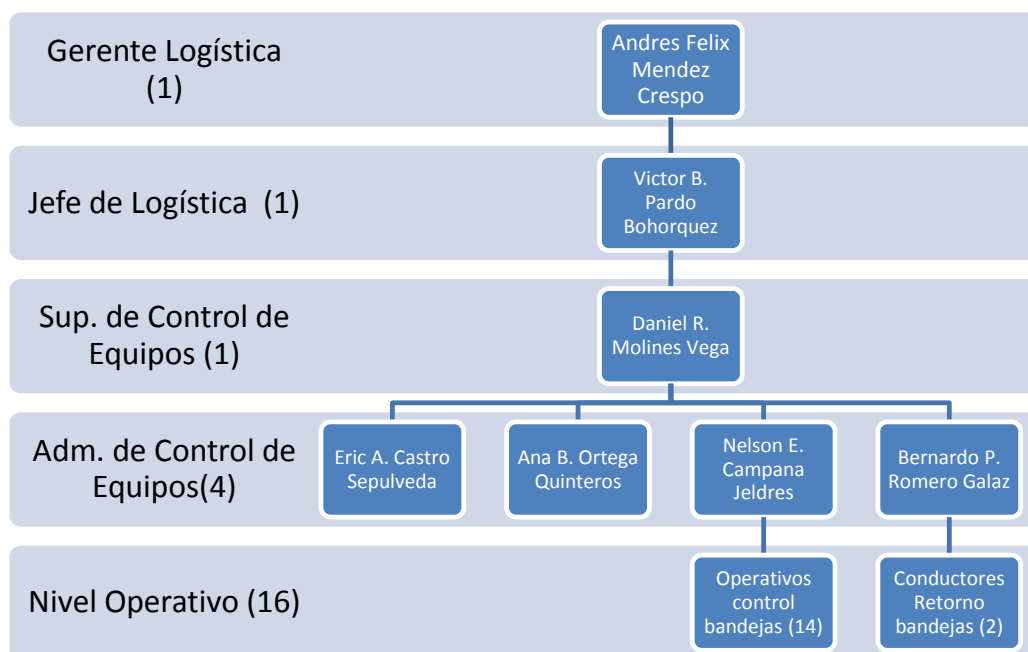 Gerente Logística
(1)
Andres Felix
Mendez
Crespo
Jefe de Logística (1)
Victor B.
Pardo
Bohorquez
Sup. de Control de
Equipos (1)
Daniel R.
Molines Vega
Adm. de Control de
Equipos(4)
Eric A. Castro
Sepulveda
Ana B. Ortega
Quinteros
Nelson E.
Campana
Jeldres
Bernardo P.
Romero Galaz
Nivel Operativo (16)
Operativos
control
bandejas (14)
Conductores
Retorno
bandejas (2)